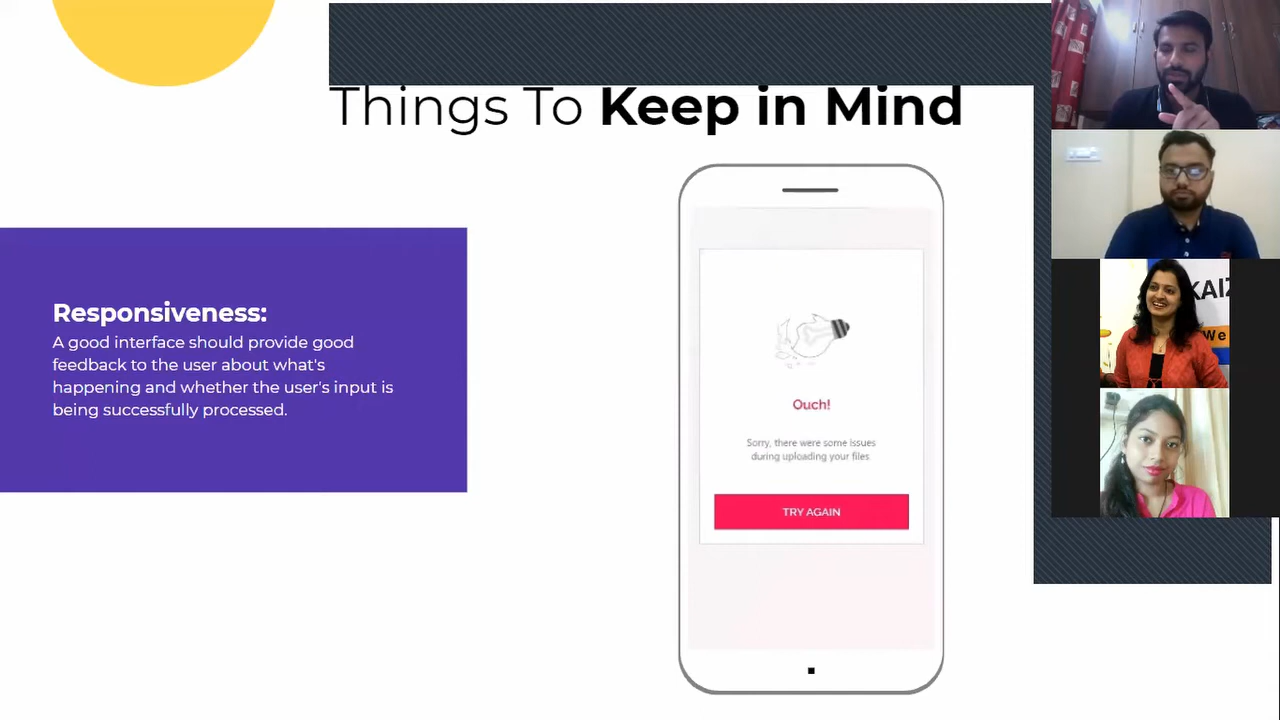 Things To Keep in Mind
Responsiveness:
A good interface should provide good
feedback to the user about what's
happening and whether the user's input is
being successfully processed.
Ouch!
Sorry, there were some issues
during uploading your files
TRY AGAIN
KAIZ
We